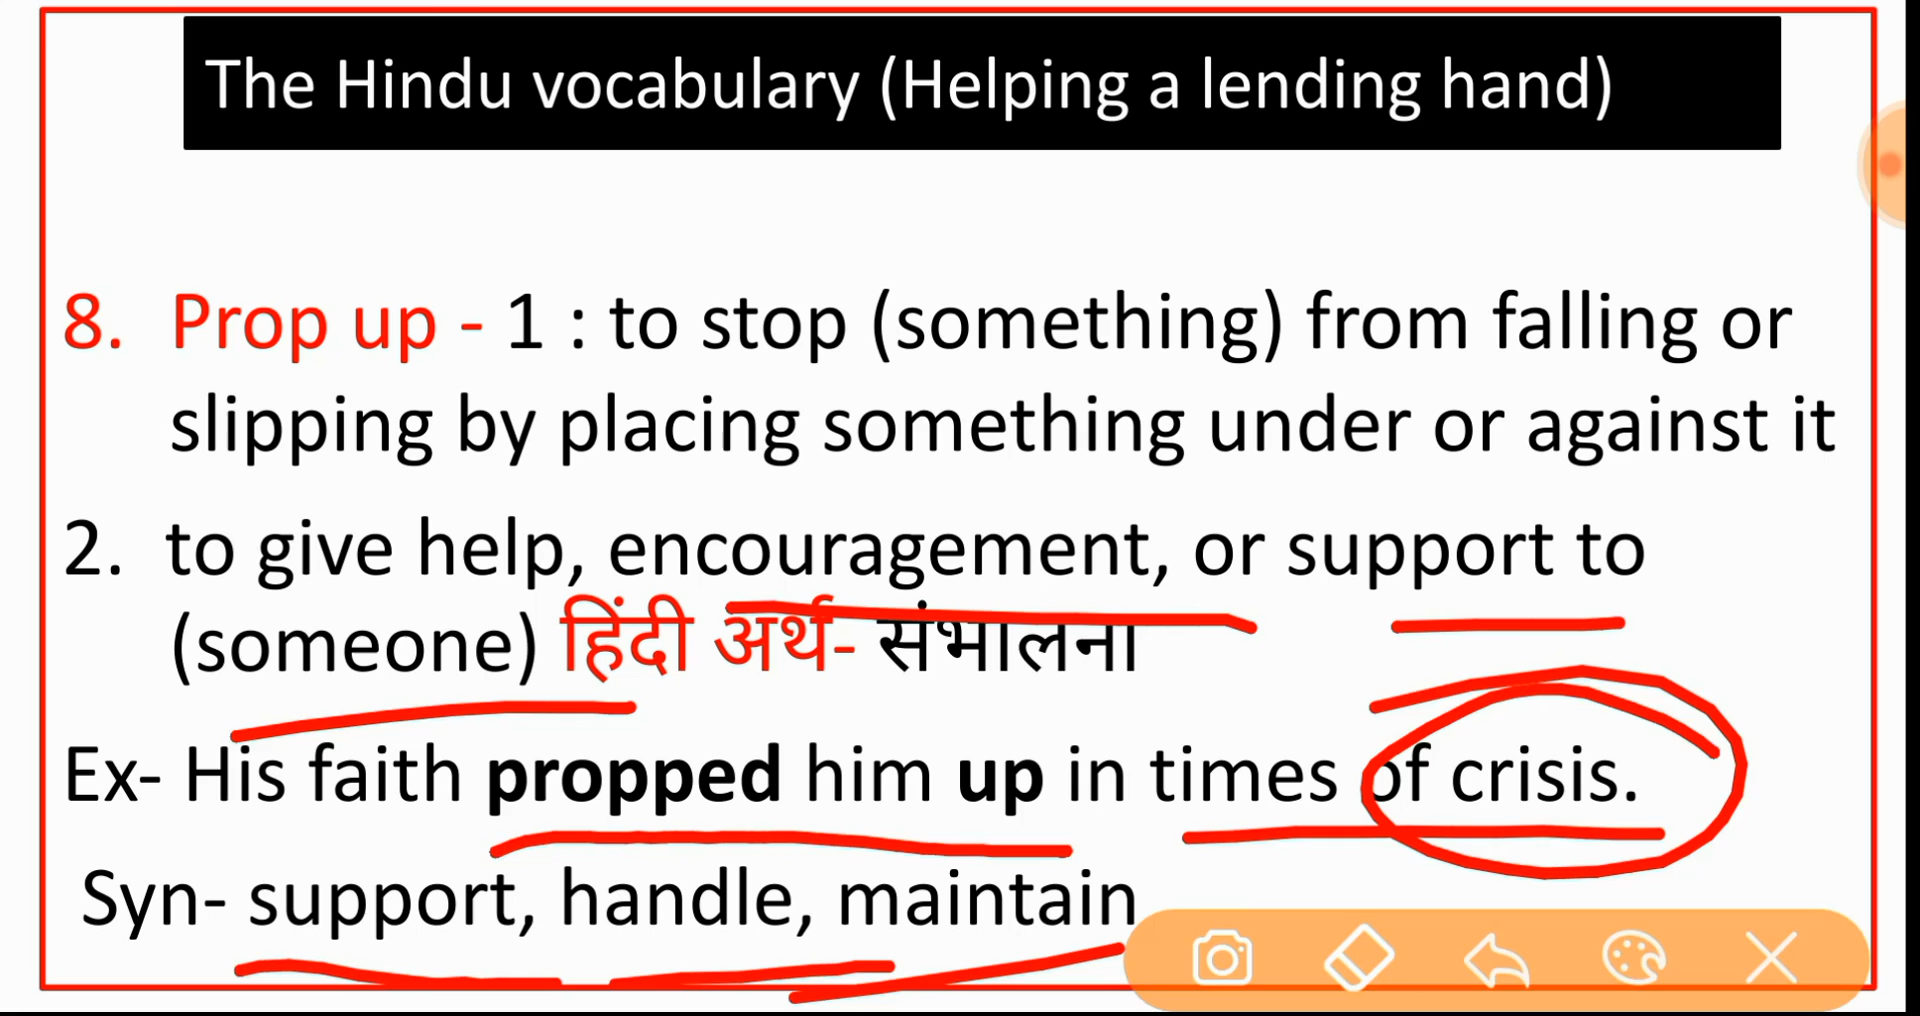 The Hindu vocabulary (Helping a lending hand)
8. Prop up - 1 : to stop (something) from falling or
slipping by placing something under or against it
2. to give help, encouragement, or support to
(someone) हिंदी अर्थ- संभालना
Ex- His faith propped him up in times of crisis.
Syn- support, handle, maintain